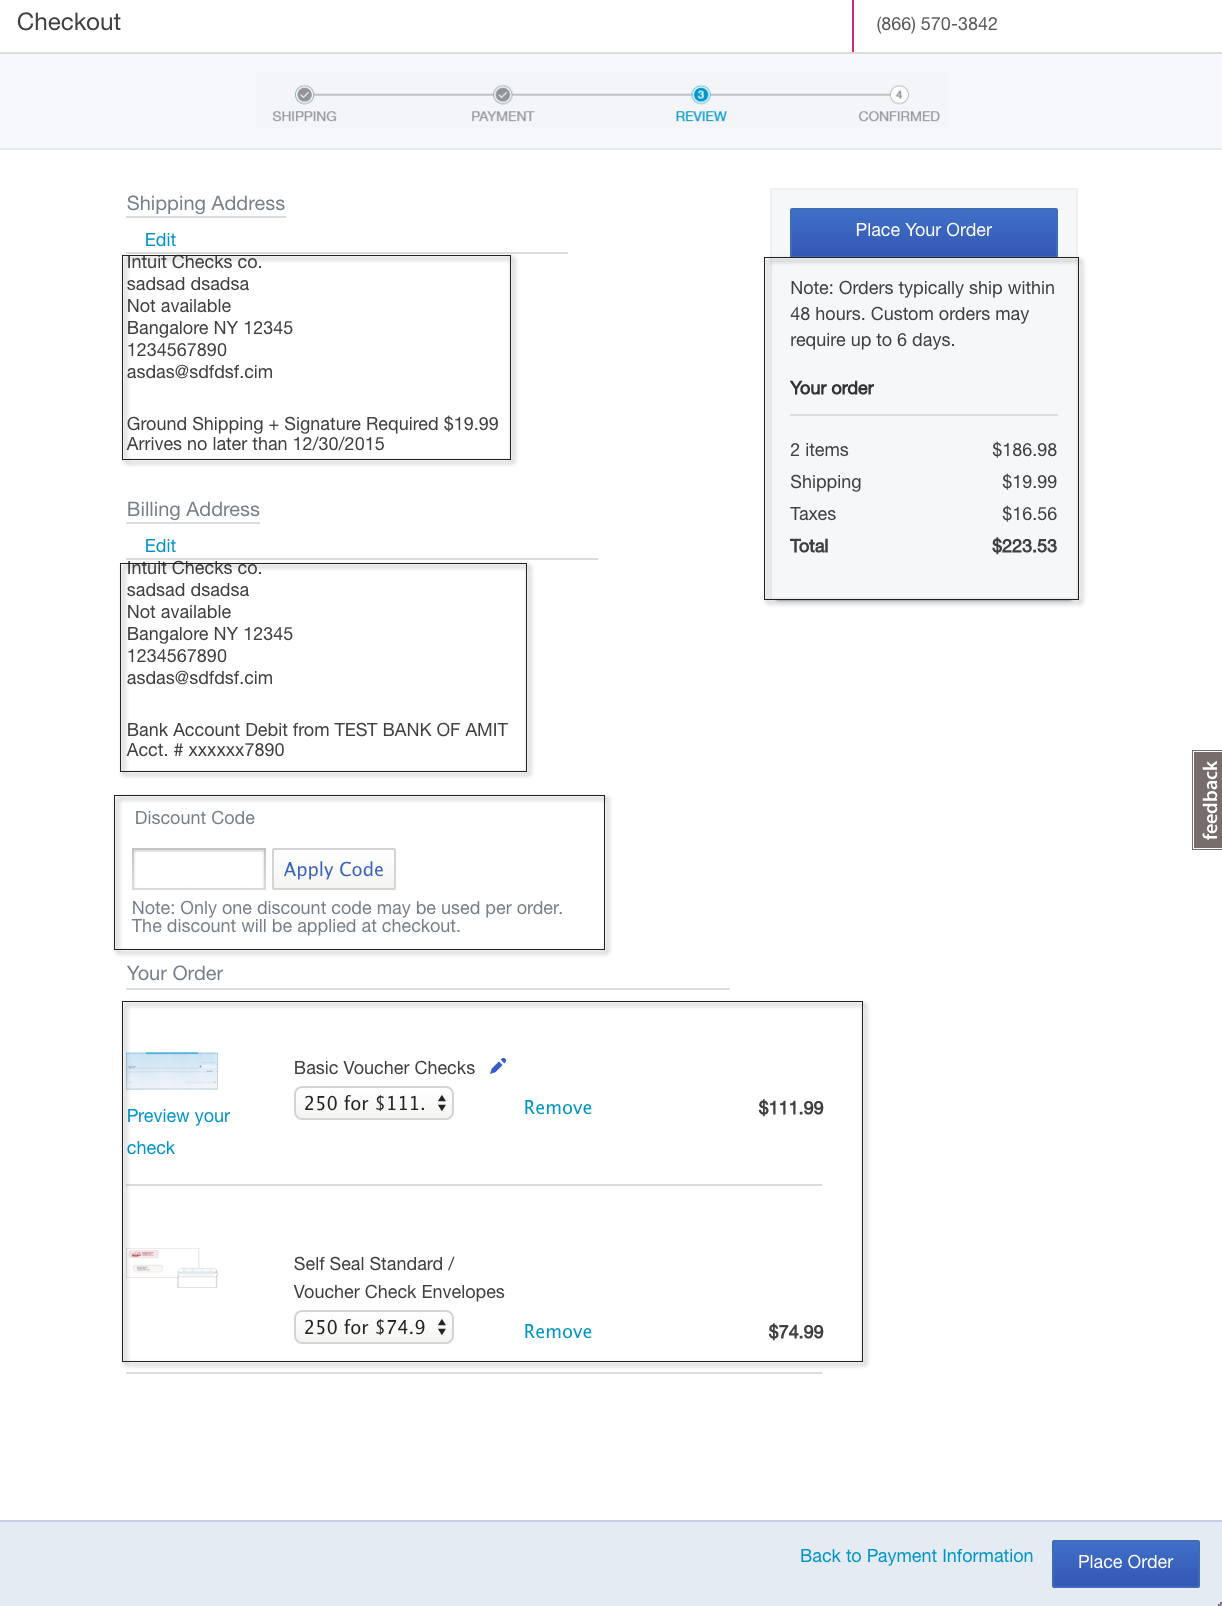 Checkout
(866) 570-3842
3
4
SHIPPING
PAYMENT
REVIEW
CONFIRMED
Shipping Address
Edit
Intuit Checks co.
sadsad dsadsa
Not available
Bangalore NY 12345
1234567890
asdas@sdfdsf.cim
Ground Shipping + Signature Required $19.99
Arrives no later than 12/30/2015
Billing Address
Edit
Intuit Checks co.
sadsad dsadsa
Not available
Bangalore NY 12345
1234567890
asdas@sdfdsf.cim
Bank Account Debit from TEST BANK OF AMIT
Acct. # xxxxxx7890
Discount Code
Apply Code
Note: Only one discount code may be used per order.
The discount will be applied at checkout.
Your Order
Basic Voucher Checks
250 for $111.
Remove
$111.99
Preview your
check
Self Seal Standard /
Voucher Check Envelopes
250 for $74.9
Remove
$74.99
Place Your Order
Note: Orders typically ship within
48 hours. Custom orders may
require up to 6 days.
Your order
2 items $186.98
Shipping $19.99
Taxes $16.56
Total $223.53
feedback
Back to Payment Information
Place Order